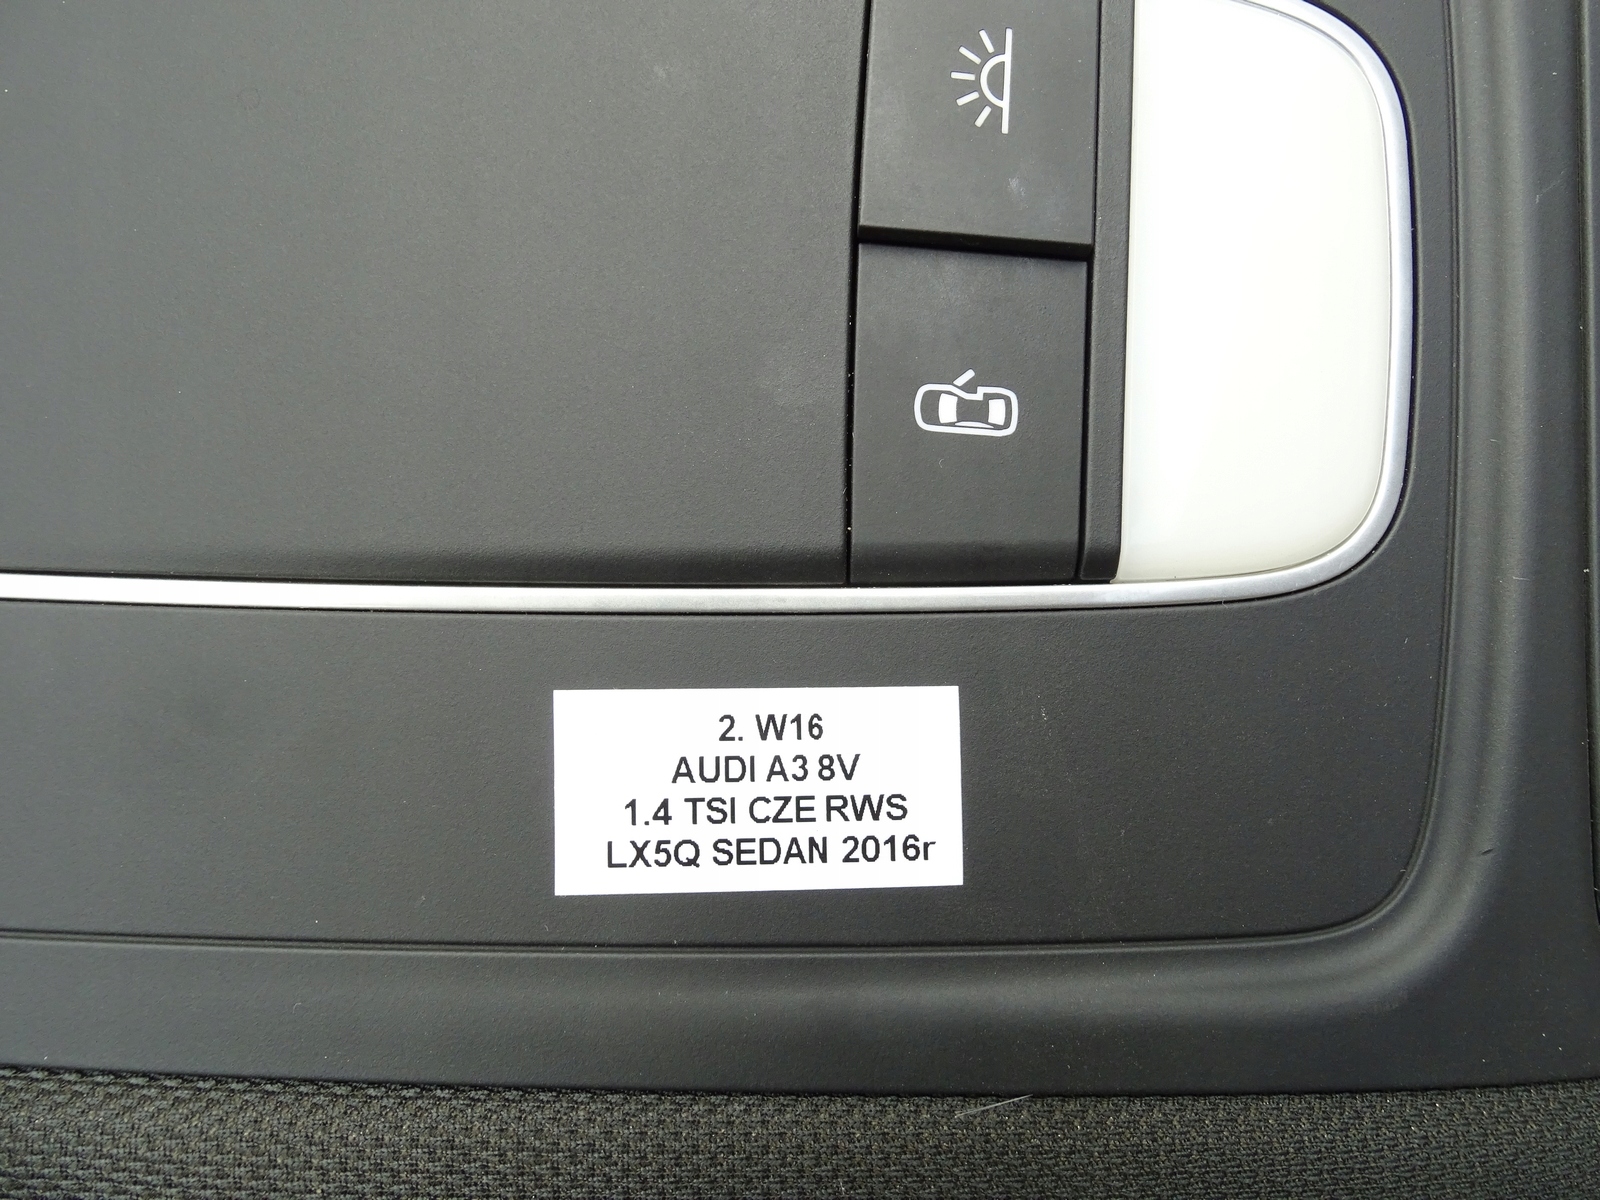 2. W16
AUDI A3 8V
1.4 TSI CZE RWS
LX5Q SEDAN 2016r